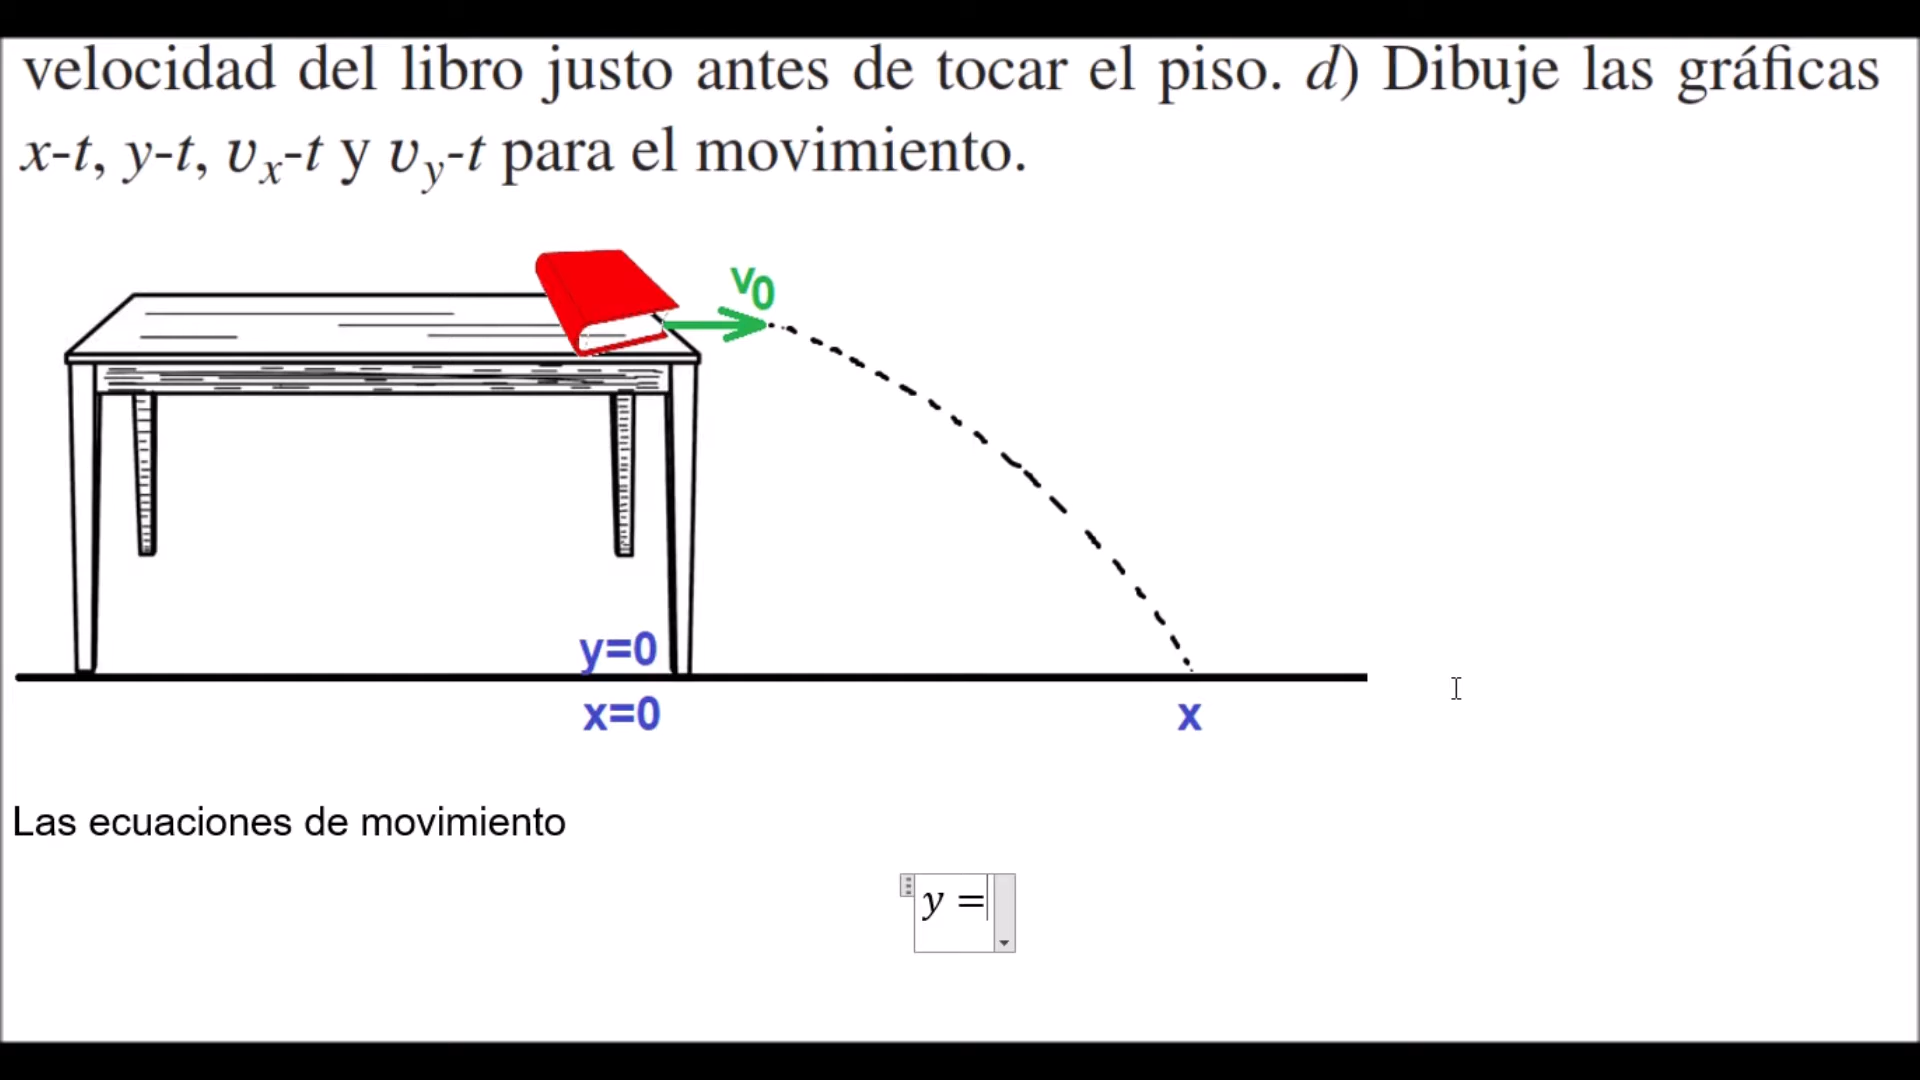 velocidad del libro justo antes de tocar el piso. d) Dibuje las gráficas
x-t, y-t, vx-t y vy-t para el movimiento.
v0
y=0
x=0
x
Las ecuaciones de movimiento
y =